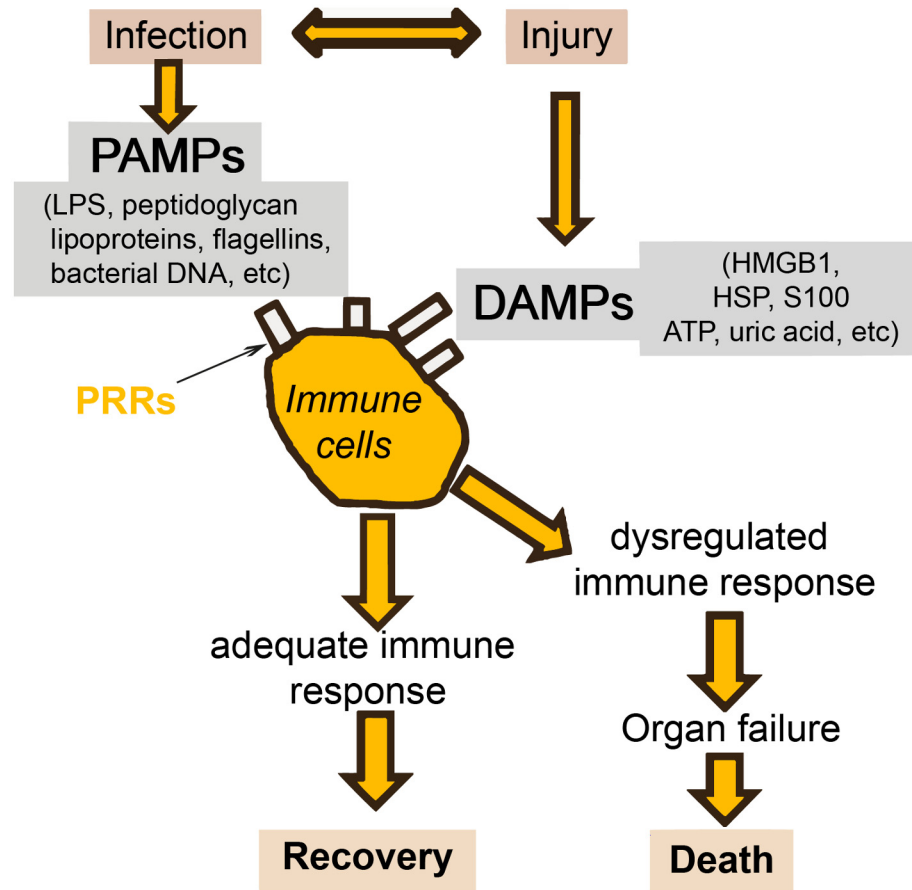 Infection
Injury
PAMPs
(LPS, peptidoglycan
lipoproteins, flagellins,
bacterial DNA, etc)
DAMPs
(HMGB1,
HSP, S100
ATP, uric acid, etc)
PRRs
Immune
cells
dysregulated
immune response
adequate immune
response
Organ failure
Recovery
Death